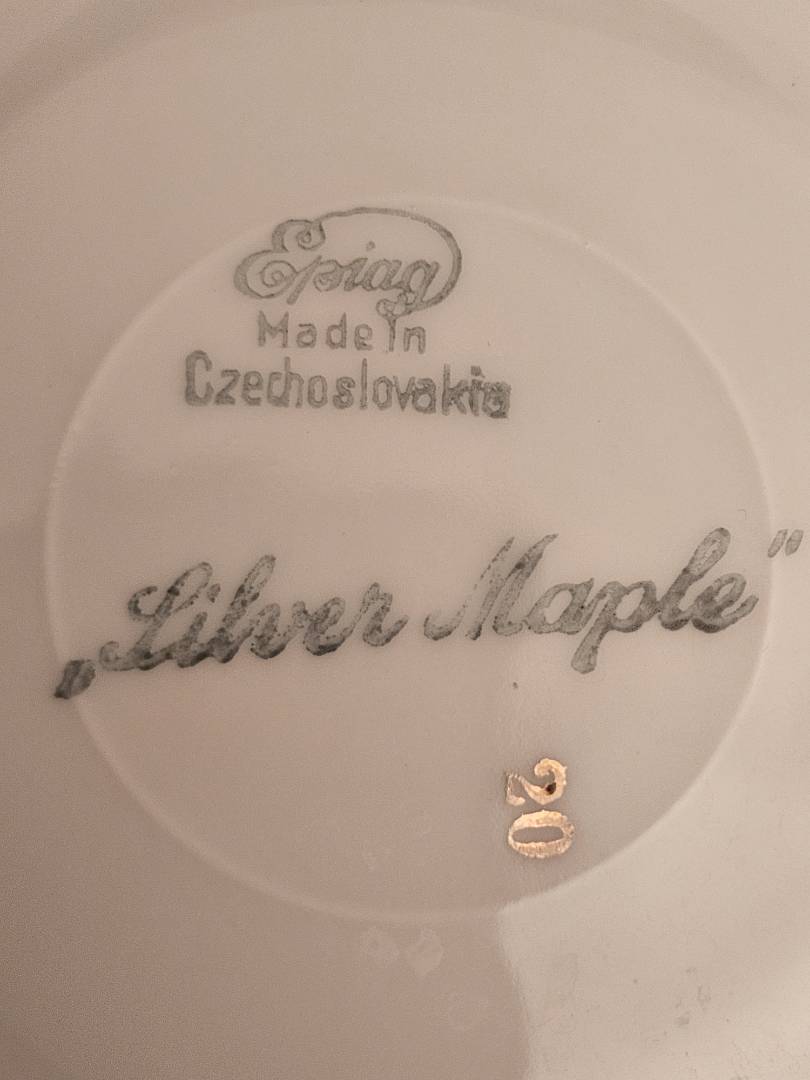 Epiag
Made in
Czechoslovakia
„Silver Maple”
20